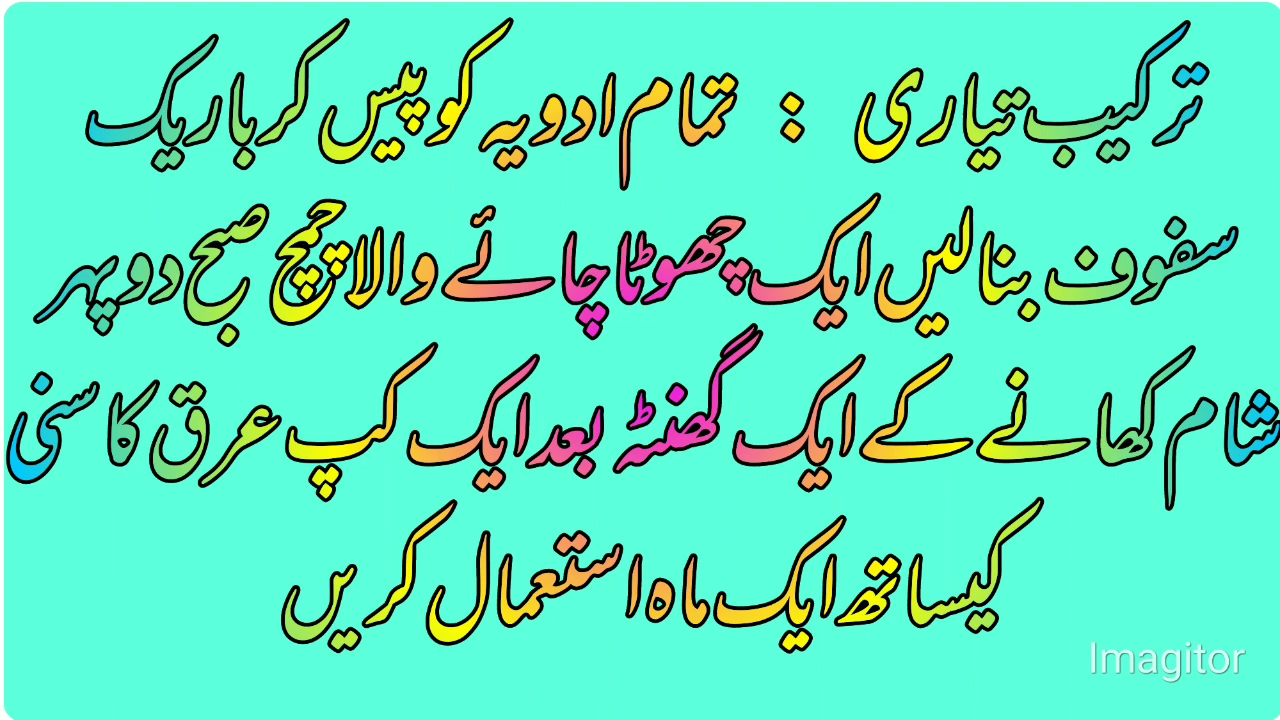 ترکیب تیاری : تمام ادویہ کو پیس کر باریک
سفوف بنالیں ایک چھوٹا چائے والا چمچ صبح دوپہر
شام کھانے کے ایک گھنٹہ بعد ایک کپ عرق کاسنی
کیساتھ ایک ماہ استعمال کریں
Imagitor